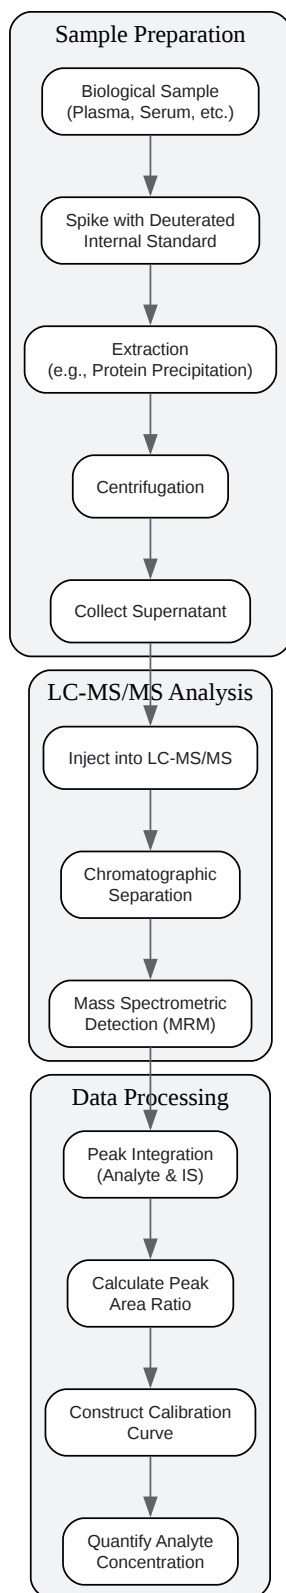 Sample Preparation
Biological Sample
(Plasma, Serum, etc.)
Spike with Deuterated
Internal Standard
Extraction
(e.g., Protein Precipitation)
Centrifugation
Collect Supernatant
LC-MS/MS Analysis
Inject into LC-MS/MS
Chromatographic
Separation
Mass Spectrometric
Detection (MRM)
Data Processing
Peak Integration
(Analyte & IS)
Calculate Peak
Area Ratio
Construct Calibration
Curve
Quantify Analyte
Concentration